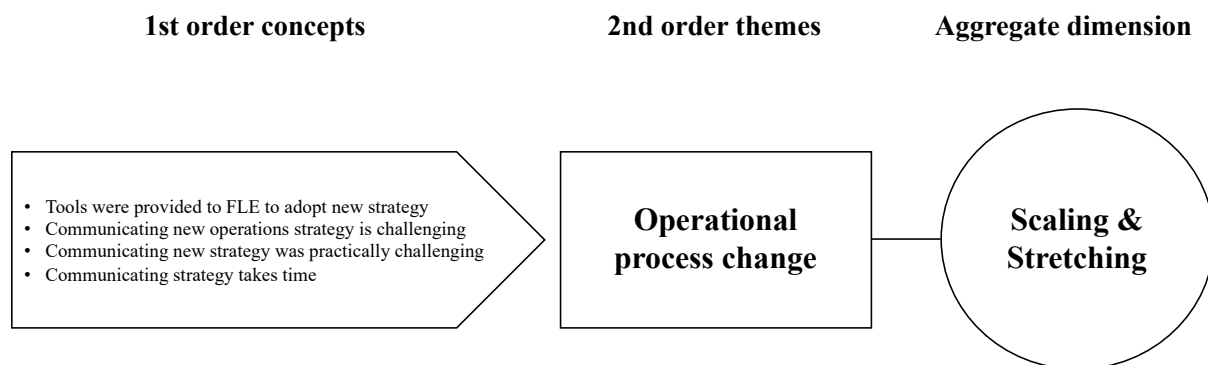 1st order concepts
2nd order themes
Aggregate dimension
• Tools were provided to FLE to adopt new strategy
• Communicating new operations strategy is challenging
• Communicating new strategy was practically challenging
• Communicating strategy takes time
Operational
process change
Scaling &
Stretching